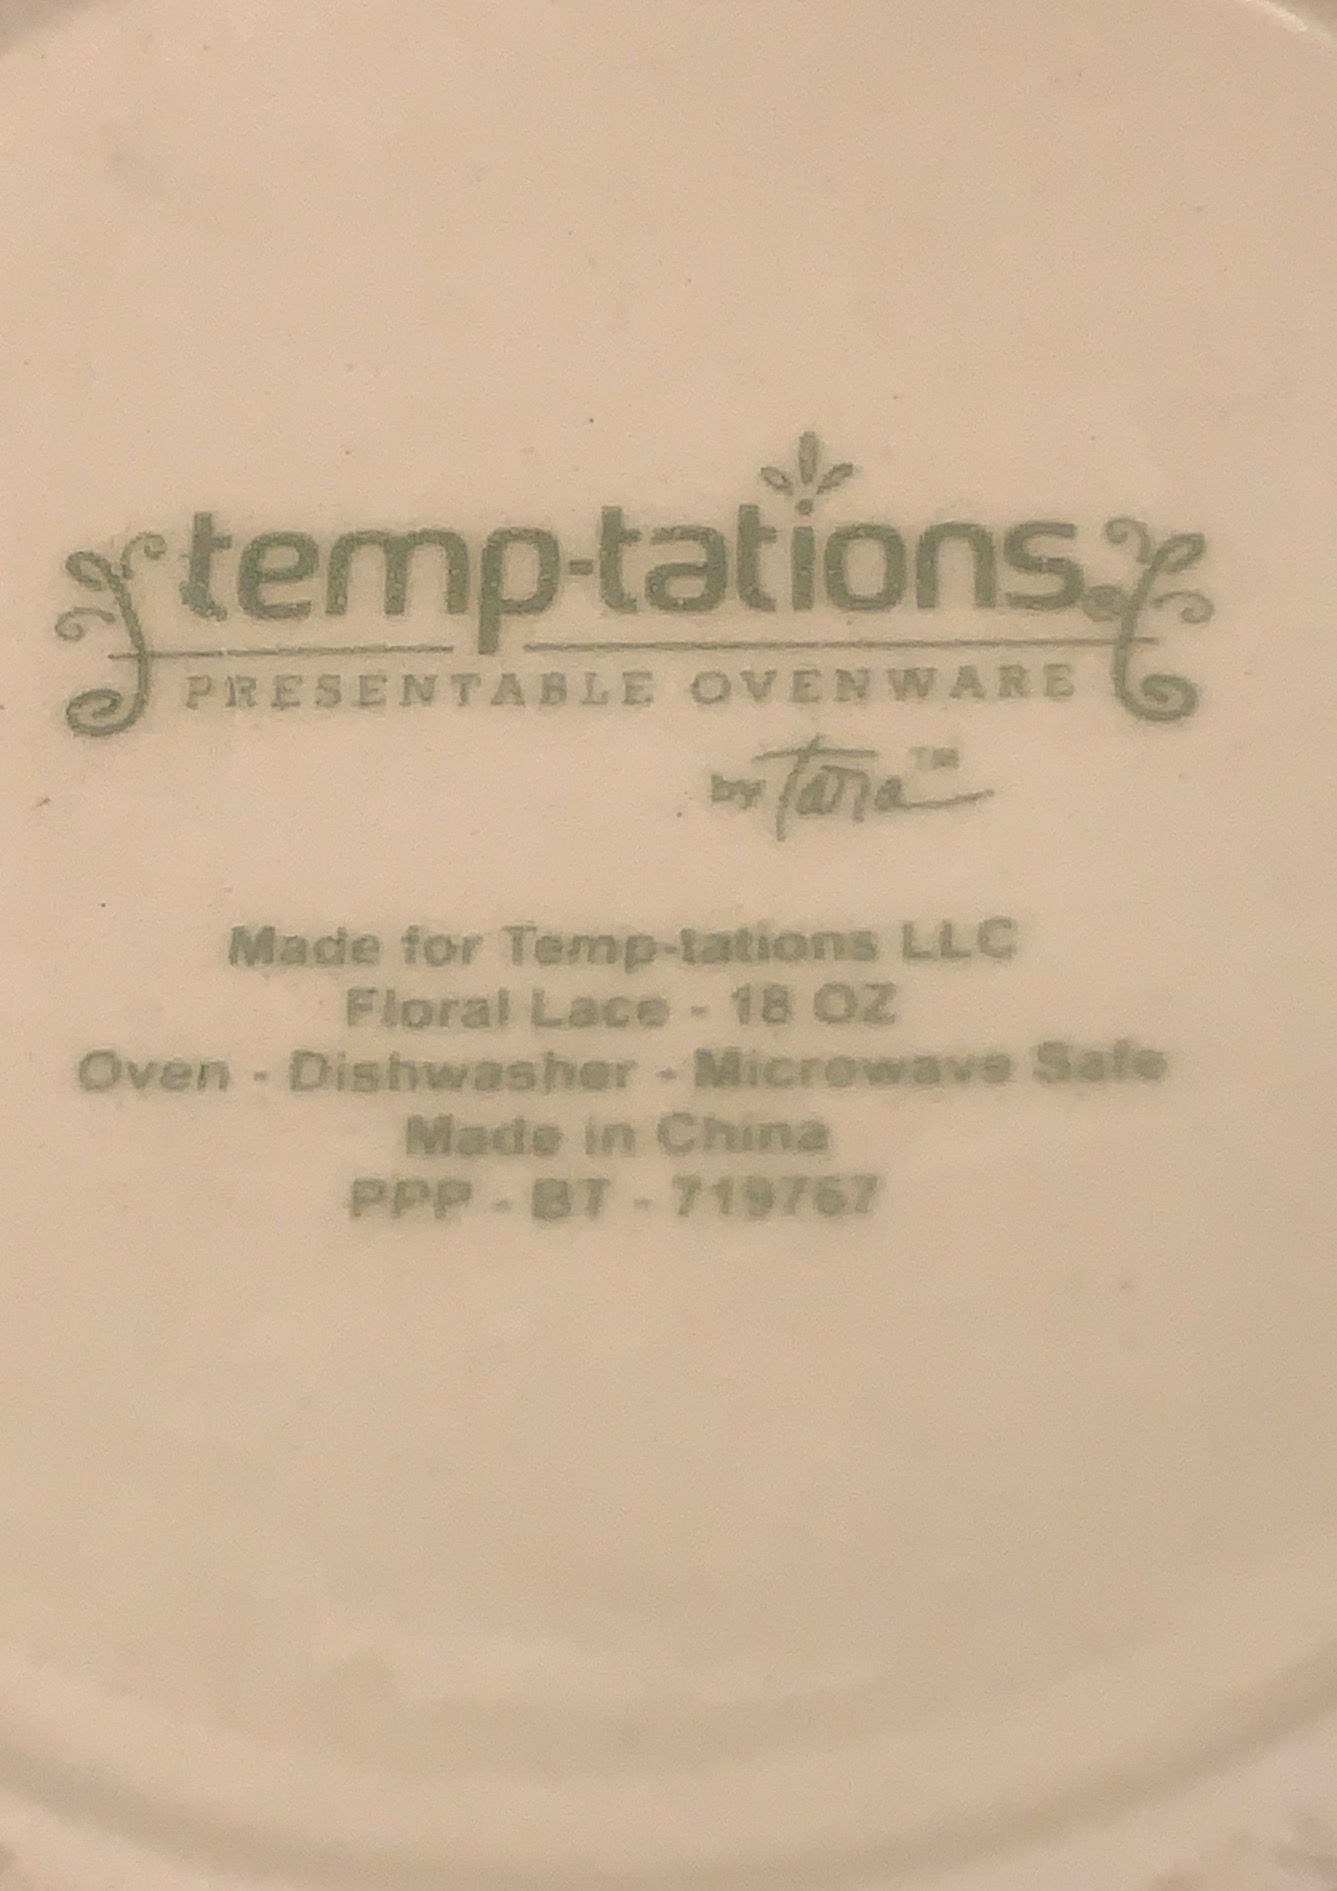 temp-tations®
PRESENTABLE OVENWARE
by Tara™
Made for Temp-tations LLC
Floral Lace - 18 OZ
Oven - Dishwasher - Microwave Safe
Made in China
PPP - BT - 719767